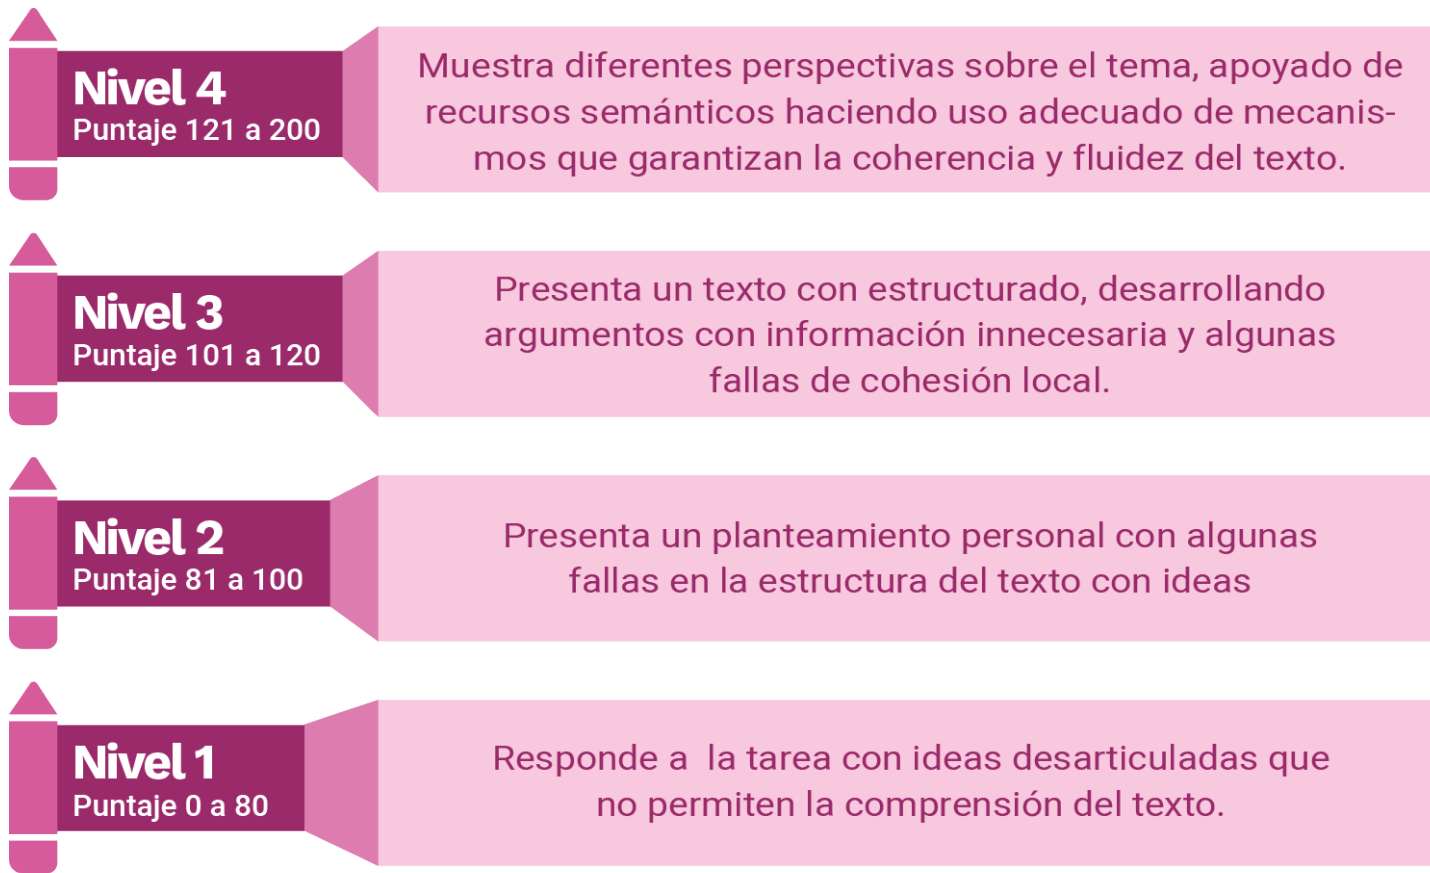 Nivel 4
Puntaje 121 a 200
Muestra diferentes perspectivas sobre el tema, apoyado de
recursos semánticos haciendo uso adecuado de mecanis-
mos que garantizan la coherencia y fluidez del texto.
Nivel 3
Puntaje 101 a 120
Presenta un texto con estructurado, desarrollando
argumentos con información innecesaria y algunas
fallas de cohesión local.
Nivel 2
Puntaje 81 a 100
Presenta un planteamiento personal con algunas
fallas en la estructura del texto con ideas
Nivel 1
Puntaje 0 a 80
Responde a  la tarea con ideas desarticuladas que
no permiten la comprensión del texto.